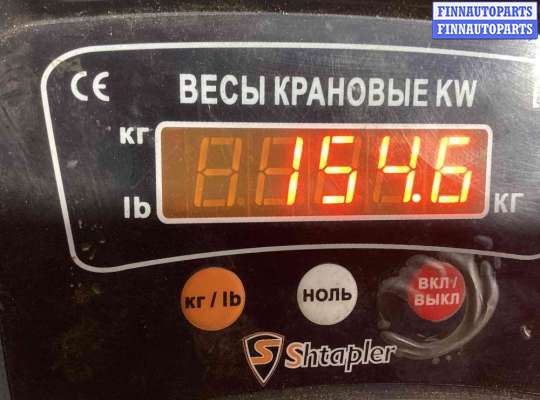 FINNAUTOPARTS
FINNAUTOPARTS
CE ВЕСЫ КРАНОВЫЕ KW
кг
154.6
lb кг
кг / lb
НОЛЬ
ВКЛ /
ВЫКЛ
S Shtapler